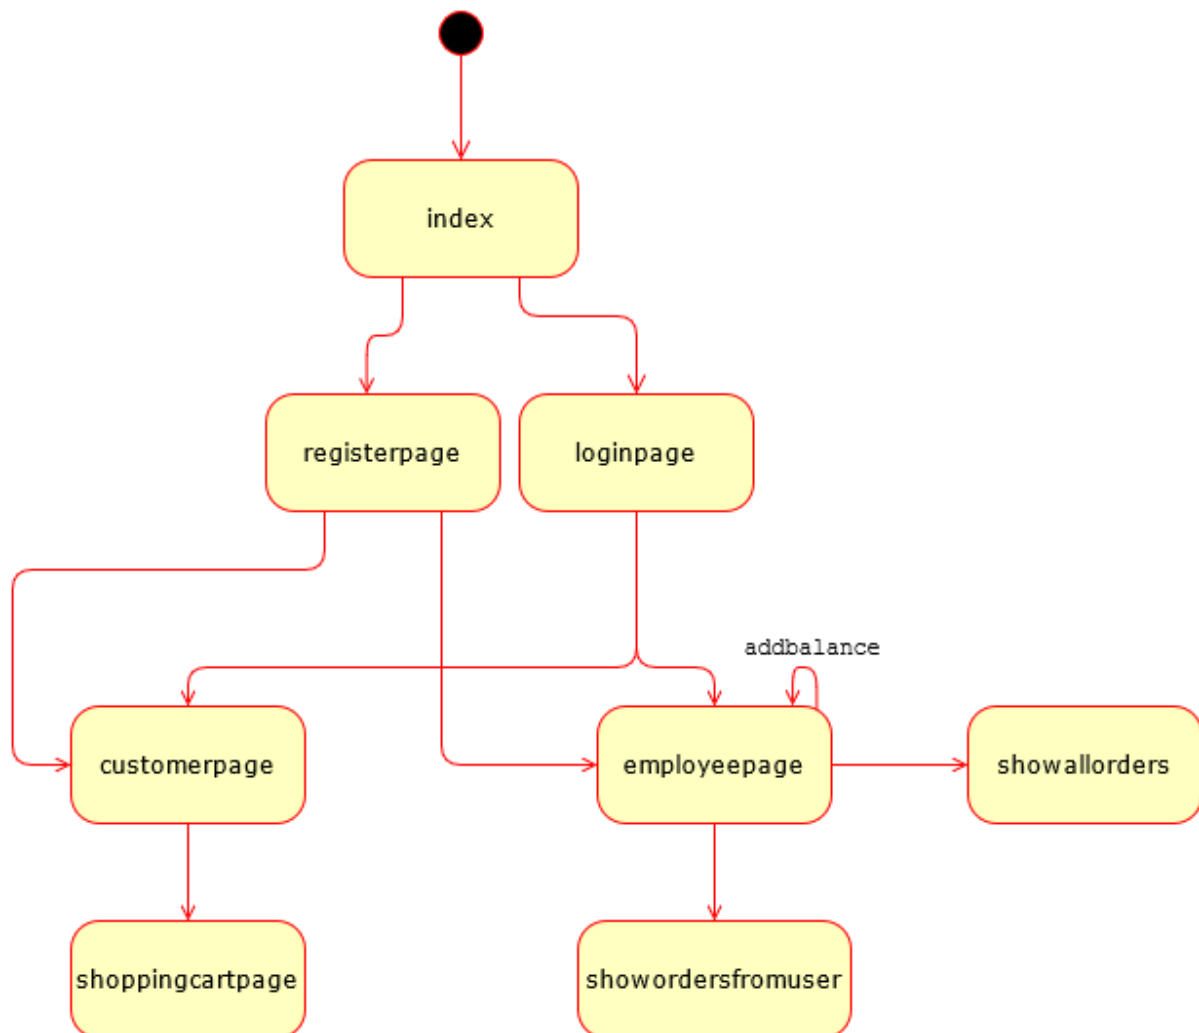 index
registerpage
loginpage
addbalance
customerpage
employeepage
showallorders
shoppingcartpage
showordersfromuser